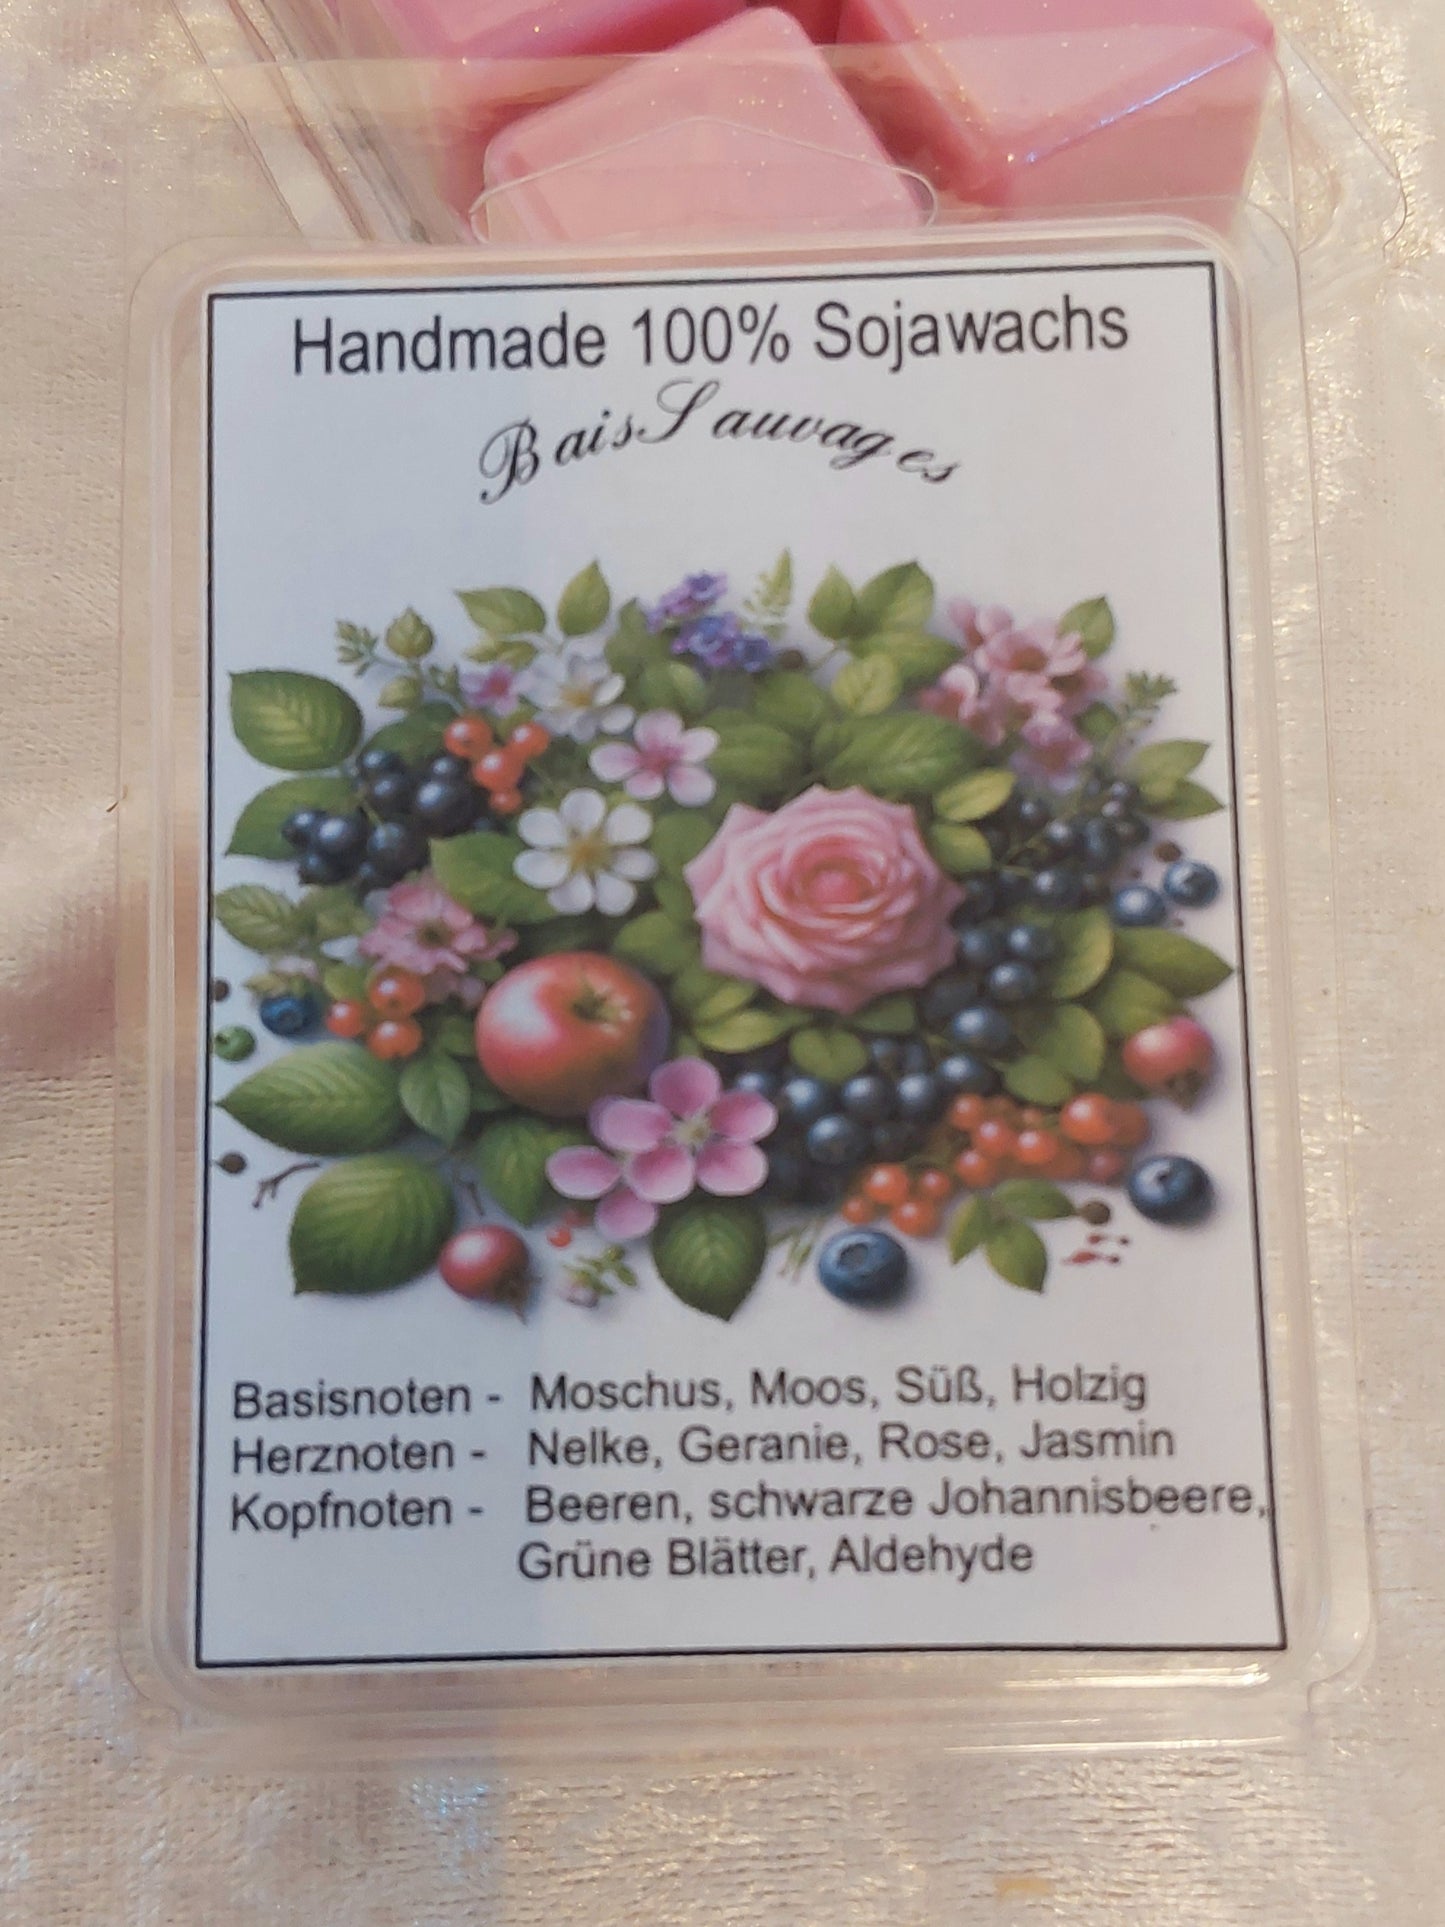 Handmade 100% Sojawachs
Bais Sauvages
Basisnoten - Moschus, Moos, Süß, Holzig
Herznoten - Nelke, Geranie, Rose, Jasmin
Kopfnoten - Beeren, schwarze Johannisbeere,
Grüne Blätter, Aldehyde